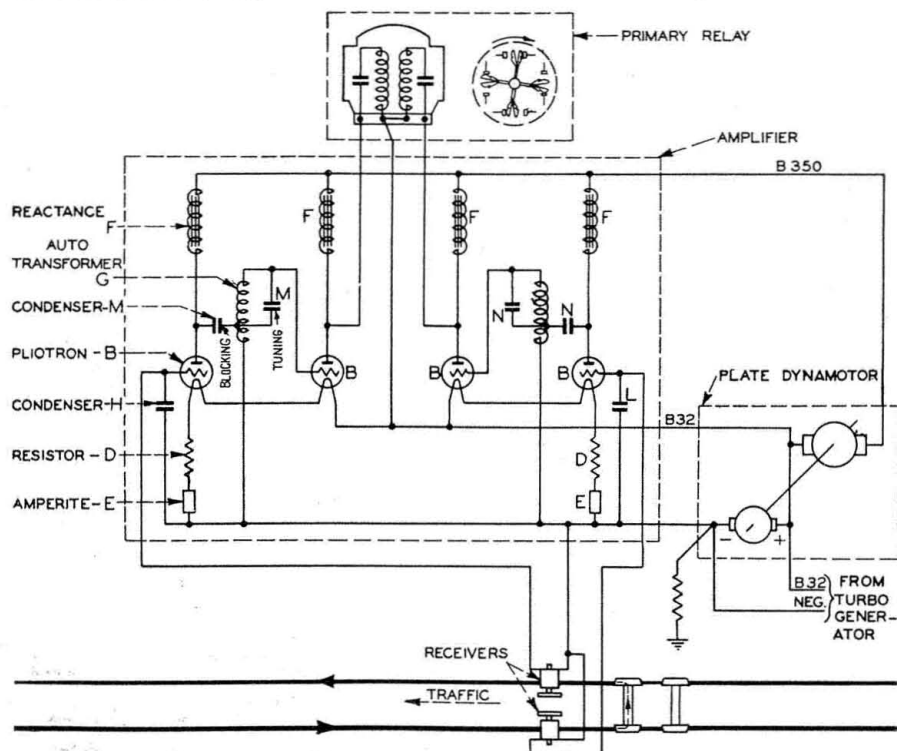 PRIMARY RELAY
AMPLIFIER
B 350
REACTANCE
F
F
F
F
AUTO
TRANSFORMER
G
M
N
N
CONDENSER-M
BLOCKING
TUNING
PLIOTRON - B
B
B
B
PLATE DYNAMOTOR
CONDENSER-H
L
B32
RESISTOR - D
D
AMPERITE - E
E
- +
B32
NEG.
FROM
TURBO
GENER-
ATOR
RECEIVERS
TRAFFIC